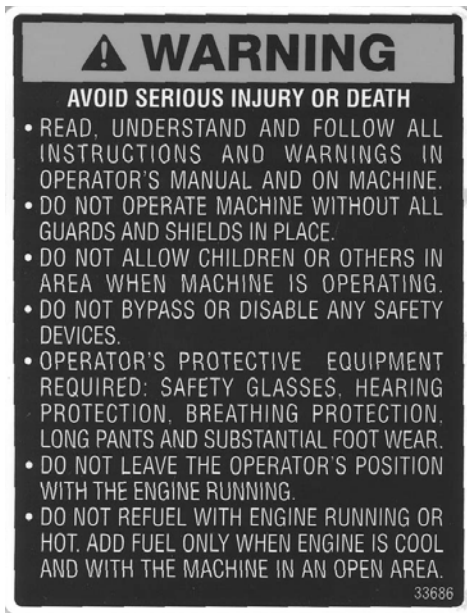 WARNING
AVOID SERIOUS INJURY OR DEATH
• READ, UNDERSTAND AND FOLLOW ALL
INSTRUCTIONS AND WARNINGS IN
OPERATOR'S MANUAL AND ON MACHINE.
• DO NOT OPERATE MACHINE WITHOUT ALL
GUARDS AND SHIELDS IN PLACE.
• DO NOT ALLOW CHILDREN OR OTHERS IN
AREA WHEN MACHINE IS OPERATING.
• DO NOT BYPASS OR DISABLE ANY SAFETY
DEVICES.
• OPERATOR'S PROTECTIVE EQUIPMENT
REQUIRED: SAFETY GLASSES, HEARING
PROTECTION, BREATHING PROTECTION,
LONG PANTS AND SUBSTANTIAL FOOT WEAR.
• DO NOT LEAVE THE OPERATOR'S POSITION
WITH THE ENGINE RUNNING.
• DO NOT REFUEL WITH ENGINE RUNNING OR
HOT. ADD FUEL ONLY WHEN ENGINE IS COOL
AND WITH THE MACHINE IN AN OPEN AREA.
33686